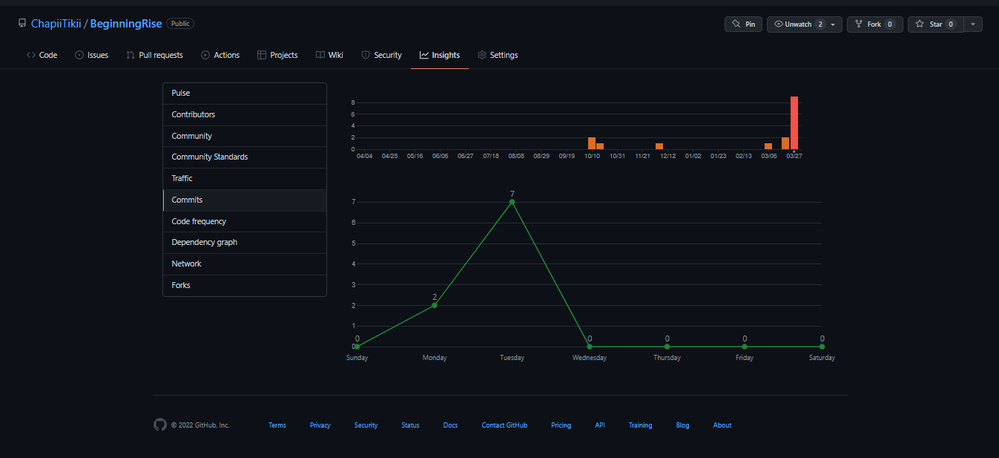 ChapiiTikii / BeginningRise Public
Pin Unwatch 2 Fork 0 Star 0
Code Issues Pull requests Actions Projects Wiki Security Insights Settings
Pulse
Contributors
Community
Community Standards
Traffic
Commits
Code frequency
Dependency graph
Network
Forks
8
6
4
2
0
04/04 04/25 05/16 06/06 06/27 07/18 08/08 08/29 09/19 10/10 10/31 11/21 12/12 01/02 01/23 02/13 03/06 03/27
7
7
6
5
4
3
2
2
1
0
0 0 0 0 0
Sunday Monday Tuesday Wednesday Thursday Friday Saturday
© 2022 GitHub, Inc. Terms Privacy Security Status Docs Contact GitHub Pricing API Training Blog About